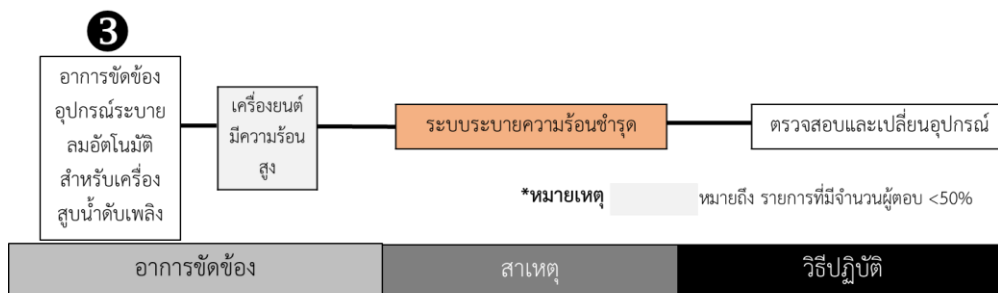 3
อาการขัดข้อง
อุปกรณ์ระบาย
ลมอัตโนมัติ
สำหรับเครื่อง
สูบน้ำดับเพลิง
เครื่องยนต์
มีความร้อน
สูง
ระบบระบายความร้อนชำรุด
ตรวจสอบและเปลี่ยนอุปกรณ์
*หมายเหตุ หมายถึง รายการที่มีจำนวนผู้ตอบ <50%
อาการขัดข้อง
สาเหตุ
วิธีปฏิบัติ